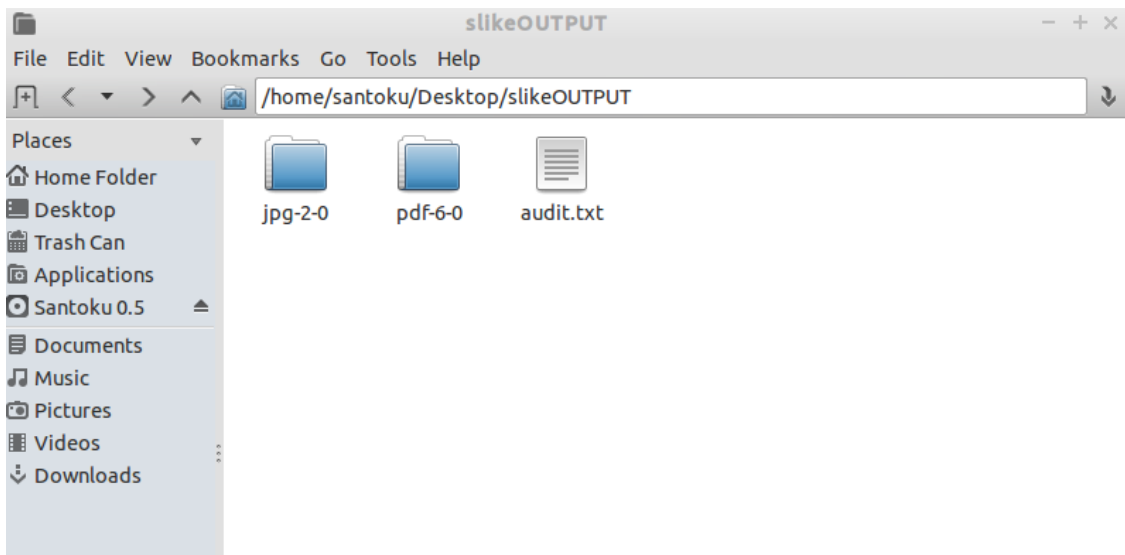 slikeOUTPUT
File Edit View Bookmarks Go Tools Help
/home/santoku/Desktop/slikeOUTPUT
Places
Home Folder
Desktop
Trash Can
Applications
Santoku 0.5
Documents
Music
Pictures
Videos
Downloads
jpg-2-0 pdf-6-0 audit.txt